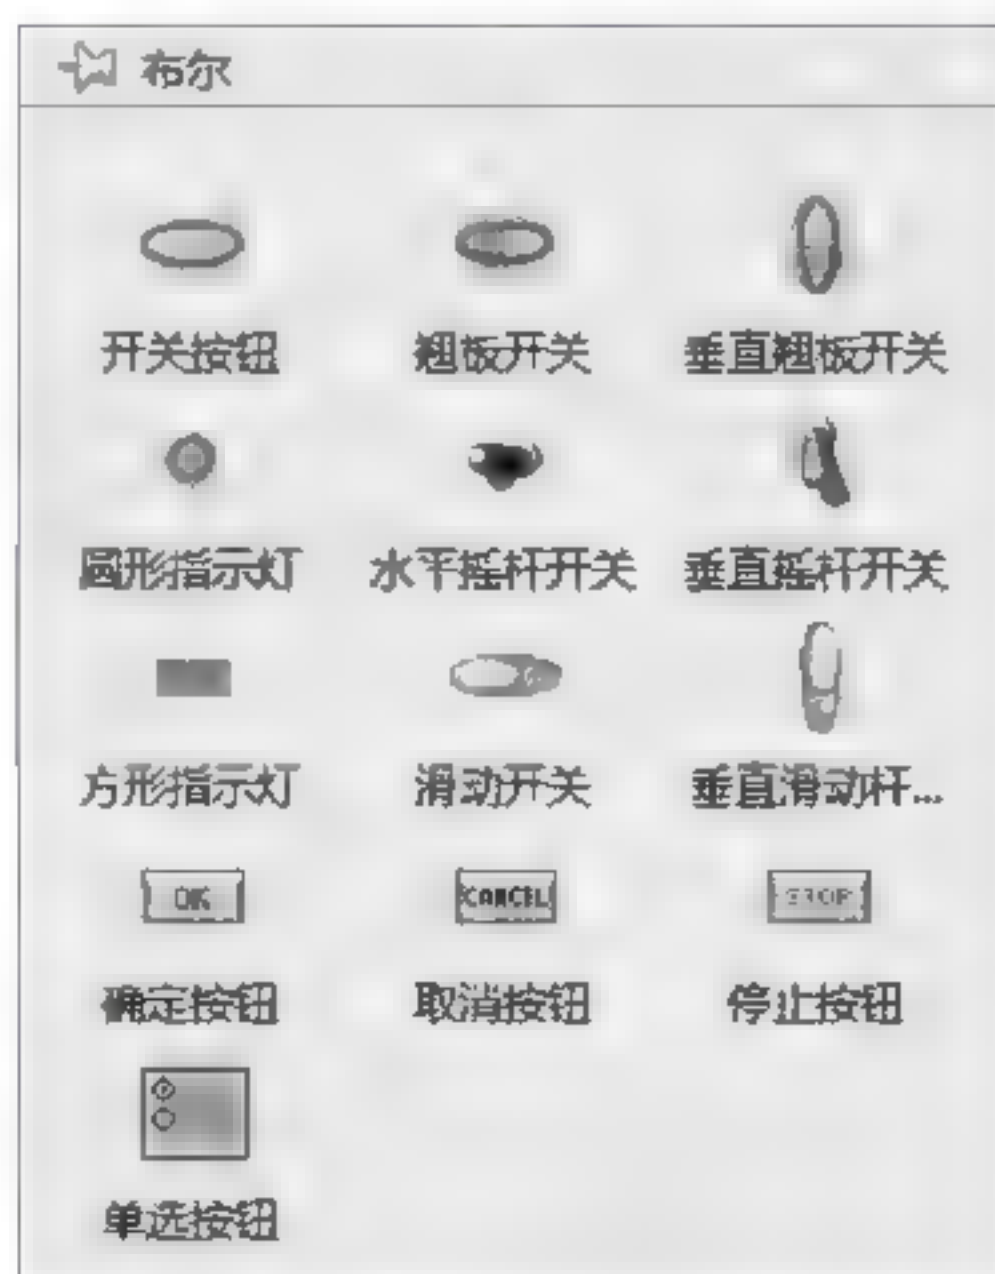 布尔
开关按钮 翘板开关 垂直翘板开关
圆形指示灯 水平摇杆开关 垂直摇杆开关
方形指示灯 滑动开关 垂直滑动杆...
OK CANCEL STOP
确定按钮 取消按钮 停止按钮
单选按钮